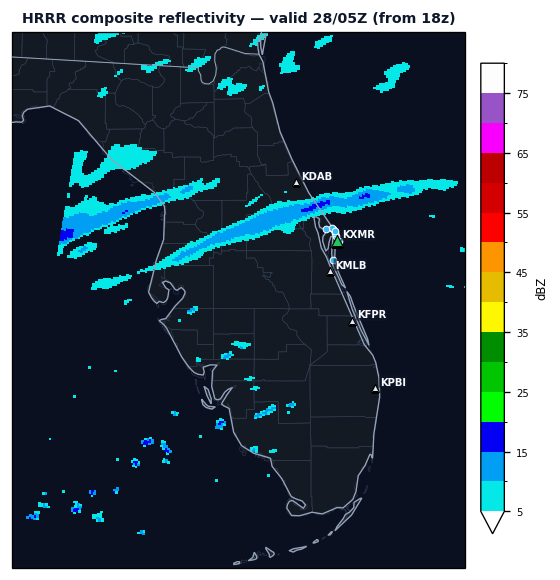 HRRR composite reflectivity — valid 28/05Z (from 18z)
KDAB
KXMR
KMLB
KFPR
KPBI
75
65
55
45
35
25
15
5
dBZ